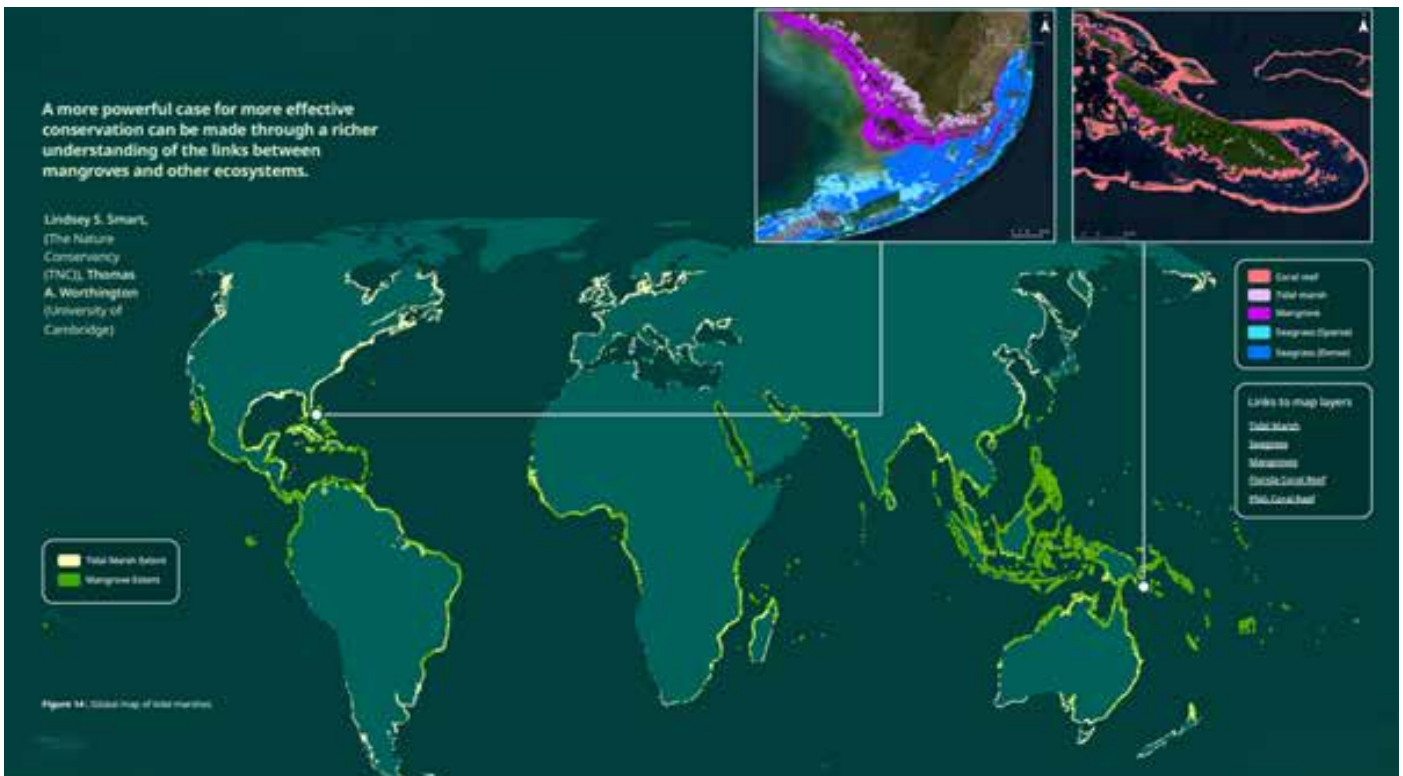 A more powerful case for more effective
conservation can be made through a richer
understanding of the links between
mangroves and other ecosystems.
Lindsey S. Smart,
(The Nature
Conservancy
(TNC)), Thomas
A. Worthington
(University of
Cambridge)
Coral reef
Tidal marsh
Mangrove
Seagrass (Sparse)
Seagrass (Dense)
Links to map layers
Tidal Marsh
Seagrass
Mangroves
Florida Coral Reef
PNG Coral Reef
Tidal Marsh Extent
Mangrove Extent
Figure 14. Global map of tidal marshes